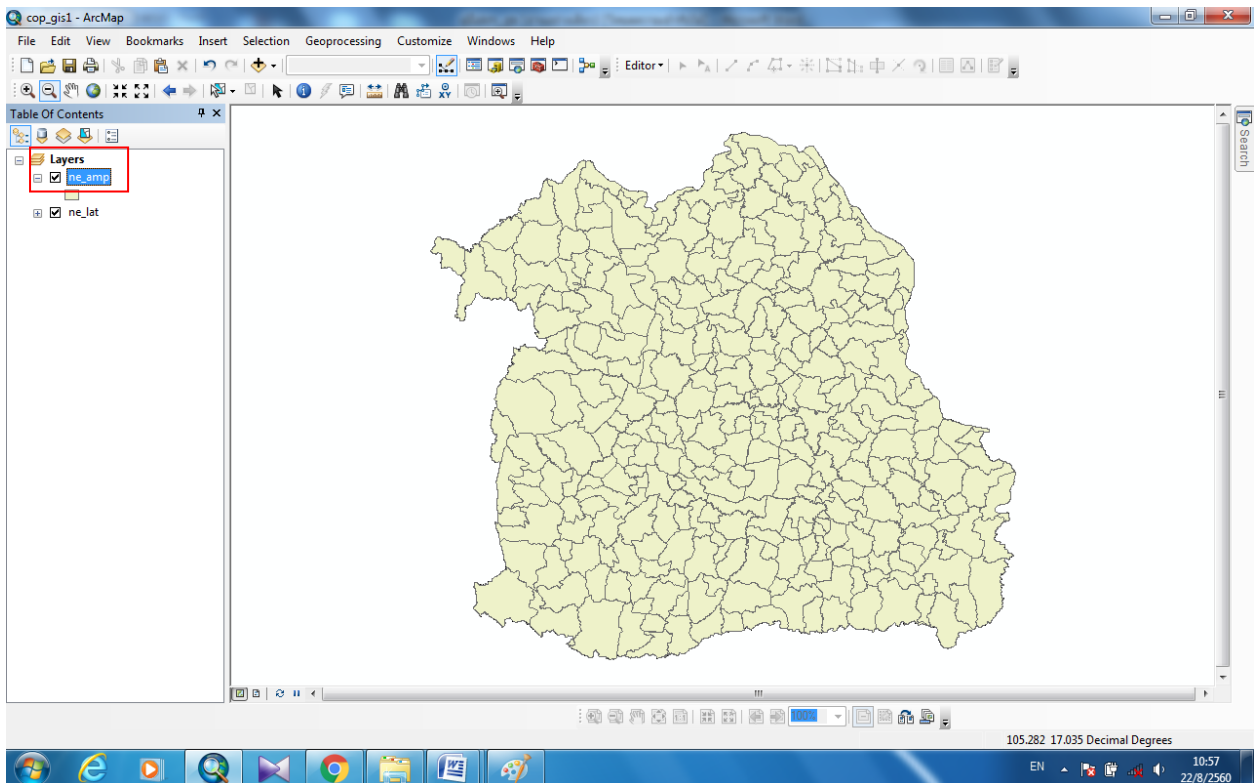 cop_gis1 - ArcMap
File Edit View Bookmarks Insert Selection Geoprocessing Customize Windows Help
Editor
Table Of Contents
Layers
ne_amp
ne_lat
Search
100%
105.282 17.035 Decimal Degrees
EN
10:57
22/8/2560